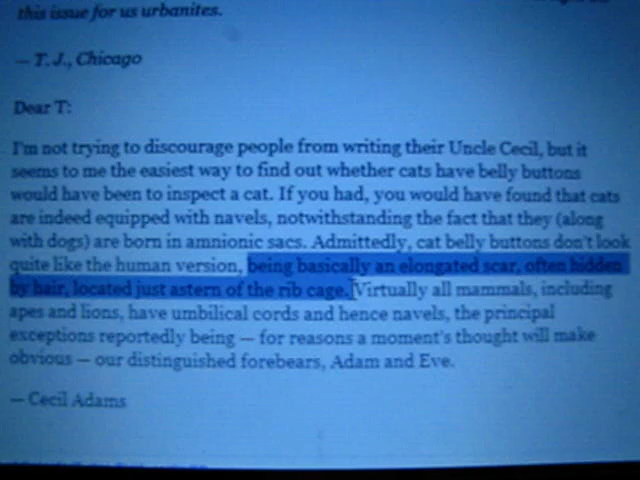 this issue for us urbanites.
— T.J., Chicago
Dear T:
I'm not trying to discourage people from writing their Uncle Cecil, but it
seems to me the easiest way to find out whether cats have belly buttons
would have been to inspect a cat. If you had, you would have found that cats
are indeed equipped with navels, notwithstanding the fact that they (along
with dogs) are born in amnionic sacs. Admittedly, cat belly buttons don't look
quite like the human version, being basically an elongated scar, often hidden
by hair, located just astern of the rib cage. Virtually all mammals, including
apes and lions, have umbilical cords and hence navels, the principal
exceptions reportedly being — for reasons a moment's thought will make
obvious — our distinguished forebears, Adam and Eve.
— Cecil Adams